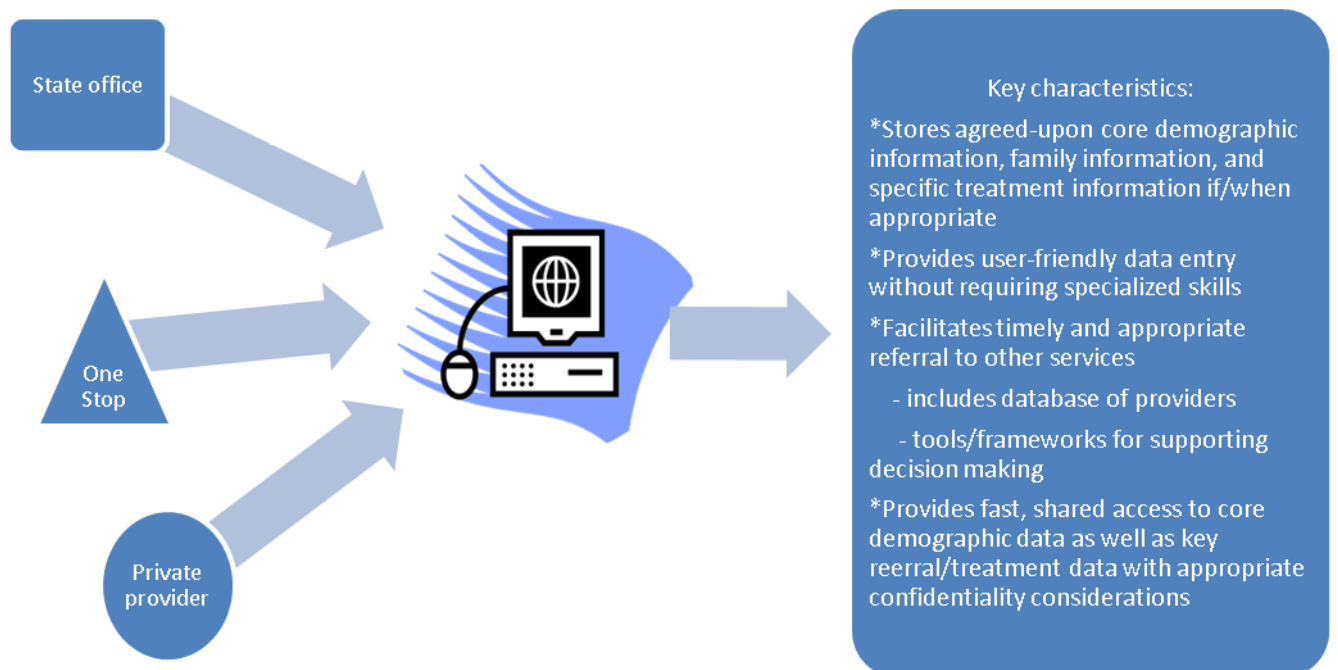 State office
One
Stop
Private
provider
Key characteristics:
*Stores agreed-upon core demographic
information, family information, and
specific treatment information if/when
appropriate
*Provides user-friendly data entry
without requiring specialized skills
*Facilitates timely and appropriate
referral to other services
- includes database of providers
- tools/frameworks for supporting
decision making
*Provides fast, shared access to core
demographic data as well as key
reerral/treatment data with appropriate
confidentiality considerations